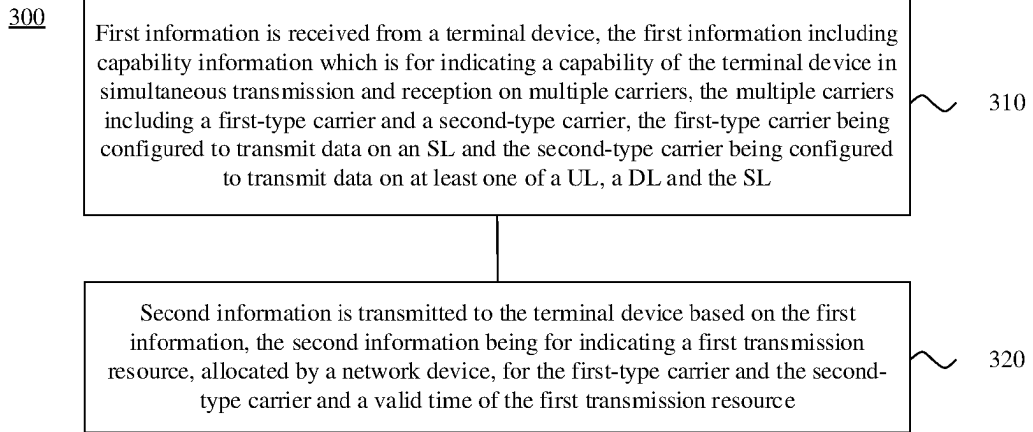 300
First information is received from a terminal device, the first information including
capability information which is for indicating a capability of the terminal device in
simultaneous transmission and reception on multiple carriers, the multiple carriers
including a first-type carrier and a second-type carrier, the first-type carrier being
configured to transmit data on an SL and the second-type carrier being configured
to transmit data on at least one of a UL, a DL and the SL
310
Second information is transmitted to the terminal device based on the first
information, the second information being for indicating a first transmission
resource, allocated by a network device, for the first-type carrier and the second-
type carrier and a valid time of the first transmission resource
320